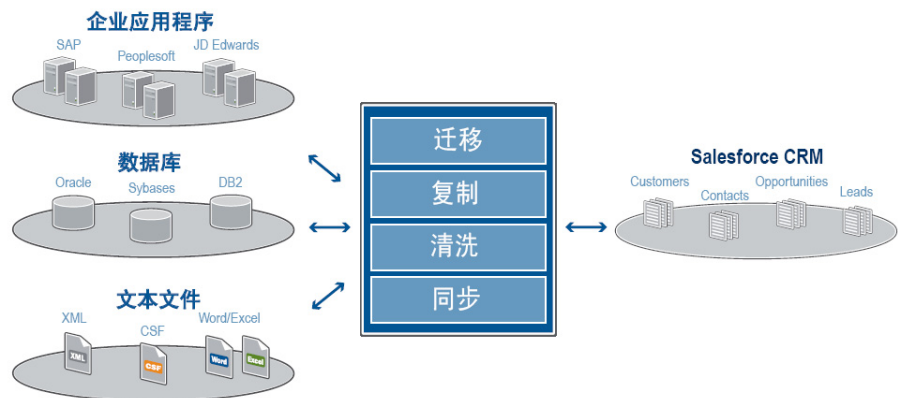 企业应用程序
SAP
Peoplesoft
JD Edwards
数据库
Oracle
Sybases
DB2
文本文件
XML
CSF
Word/Excel
XML
CSF
Word
Excel
迁移
复制
清洗
同步
Salesforce CRM
Customers
Contacts
Opportunities
Leads